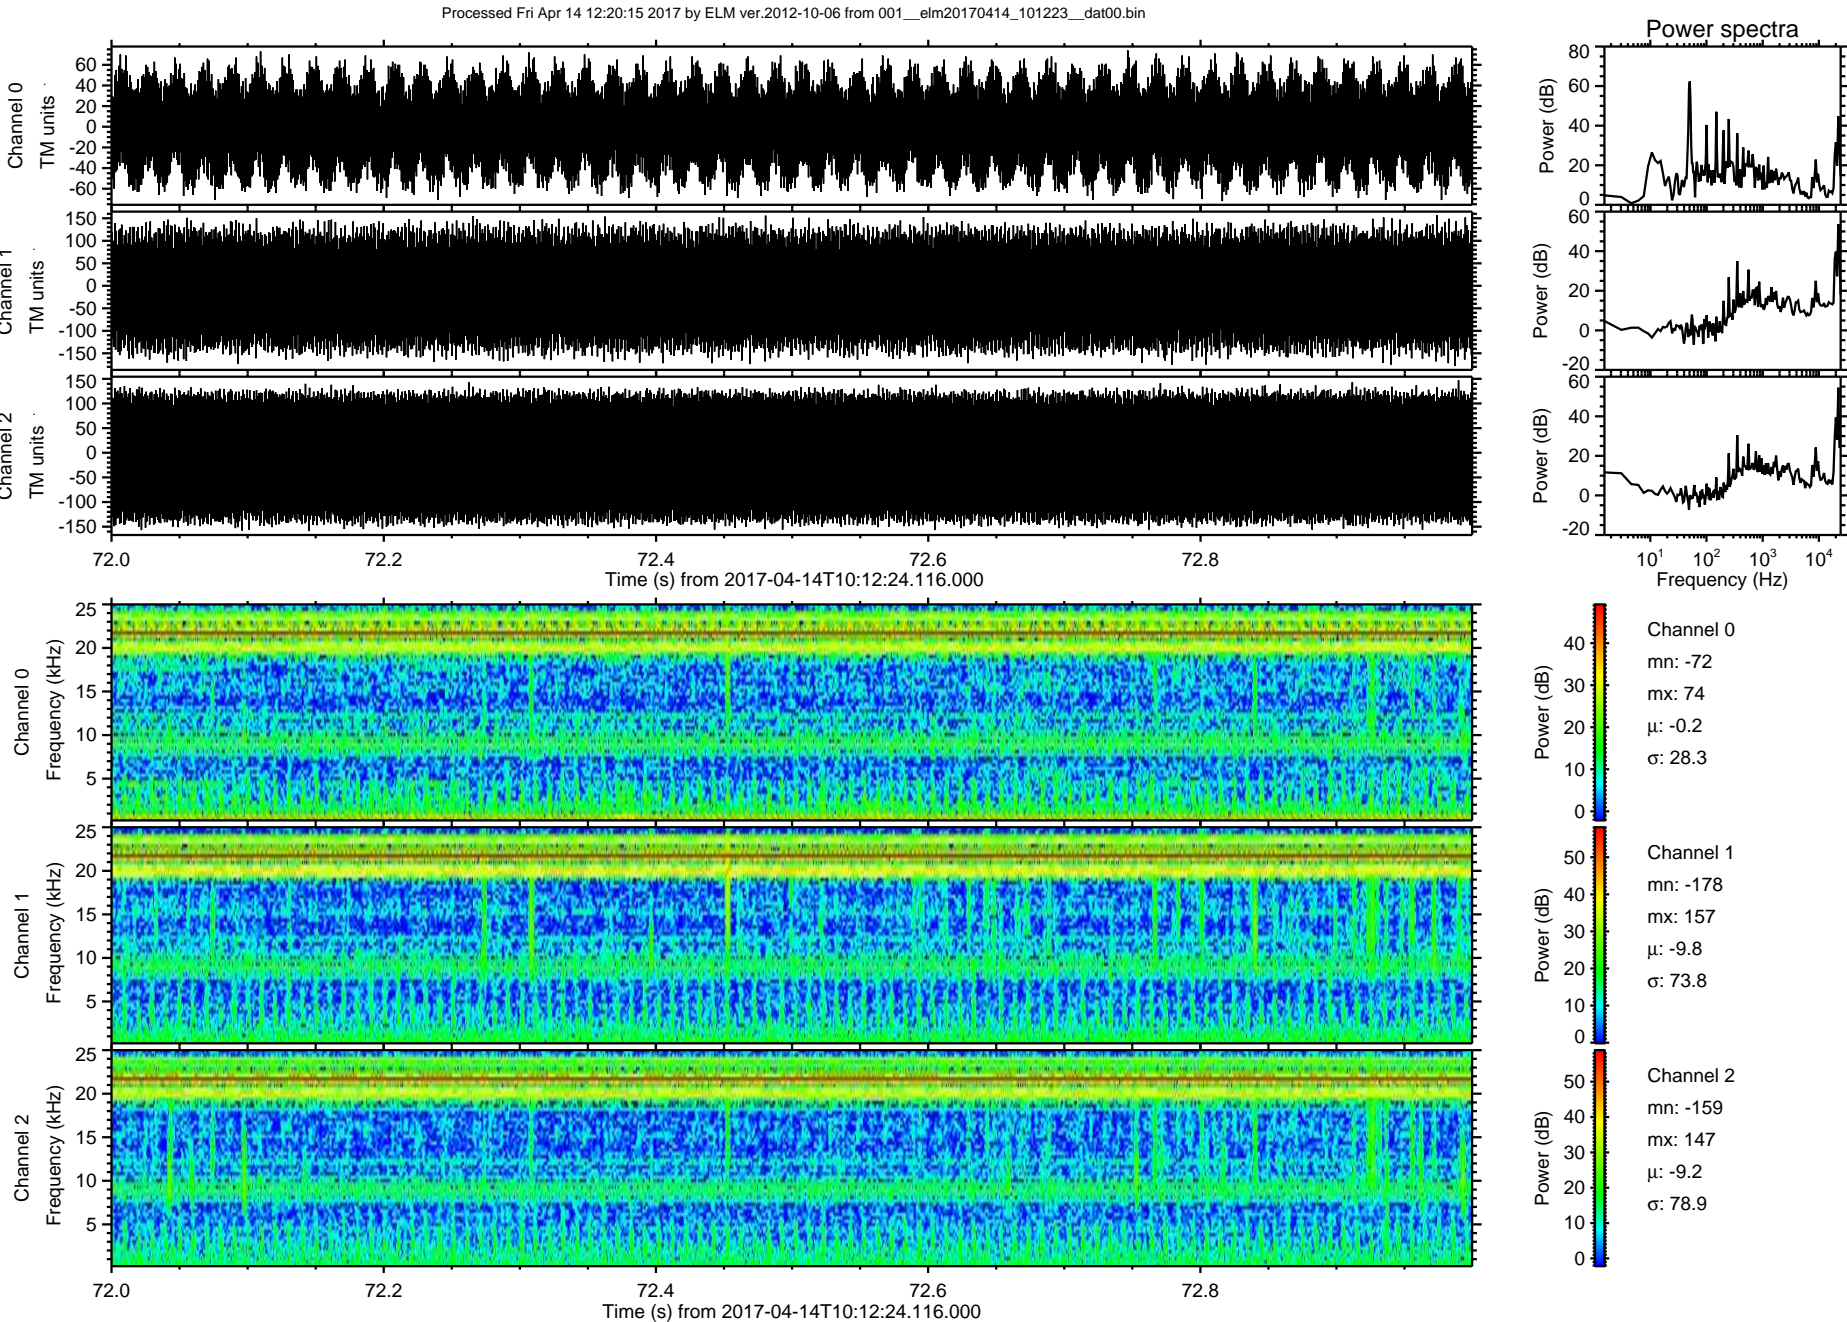 Processed Fri Apr 14 12:20:15 2017 by ELM ver.2012-10-06 from 001__elm20170414_101223__dat00.bin
Power spectra
Channel 0
TM units
60
40
20
0
-20
-40
-60
Power (dB)
80
60
40
20
0
Channel 1
TM units
150
100
50
0
-50
-100
-150
Power (dB)
60
40
20
0
-20
Channel 2
TM units
150
100
50
0
-50
-100
-150
Power (dB)
60
40
20
0
-20
72.0 72.2 72.4 72.6 72.8
Time (s) from 2017-04-14T10:12:24.116.000
10^1 10^2 10^3 10^4
Frequency (Hz)
Channel 0
Frequency (kHz)
25
20
15
10
5
Power (dB)
40
30
20
10
0
Channel 0
mn: -72
mx: 74
μ: -0.2
σ: 28.3
Channel 1
Frequency (kHz)
25
20
15
10
5
Power (dB)
50
40
30
20
10
0
Channel 1
mn: -178
mx: 157
μ: -9.8
σ: 73.8
Channel 2
Frequency (kHz)
25
20
15
10
5
Power (dB)
50
40
30
20
10
0
Channel 2
mn: -159
mx: 147
μ: -9.2
σ: 78.9
72.0 72.2 72.4 72.6 72.8
Time (s) from 2017-04-14T10:12:24.116.000